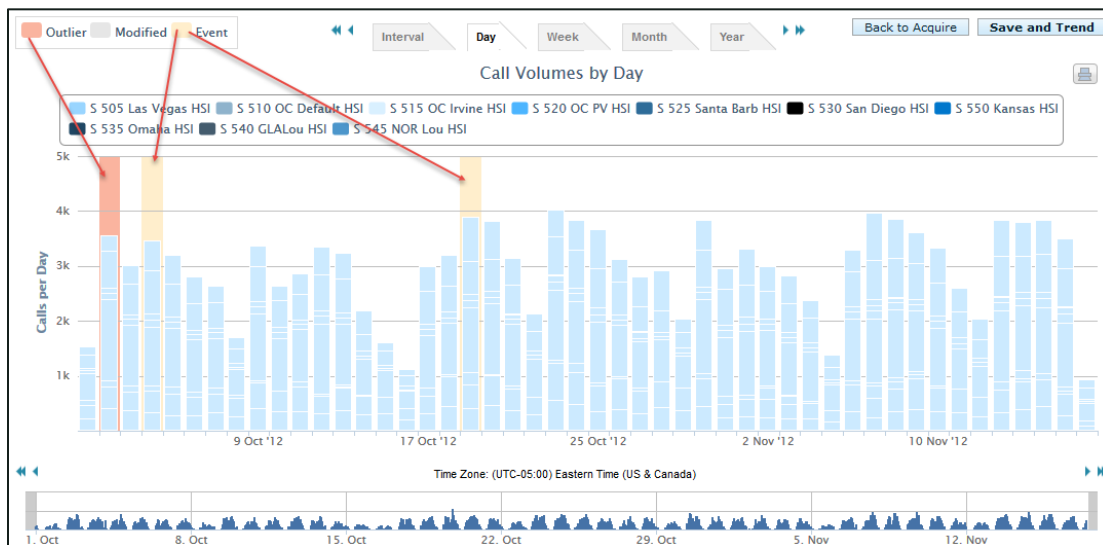 Outlier Modified Event
Interval Day Week Month Year
Back to Acquire Save and Trend
Call Volumes by Day
S 505 Las Vegas HSI S 510 OC Default HSI S 515 OC Irvine HSI S 520 OC PV HSI S 525 Santa Barb HSI S 530 San Diego HSI S 550 Kansas HSI
S 535 Omaha HSI S 540 GLALou HSI S 545 NOR Lou HSI
5k
4k
3k
2k
1k
Calls per Day
9 Oct '12 17 Oct '12 25 Oct '12 2 Nov '12 10 Nov '12
Time Zone: (UTC-05:00) Eastern Time (US & Canada)
1. Oct 8. Oct 15. Oct 22. Oct 29. Oct 5. Nov 12. Nov